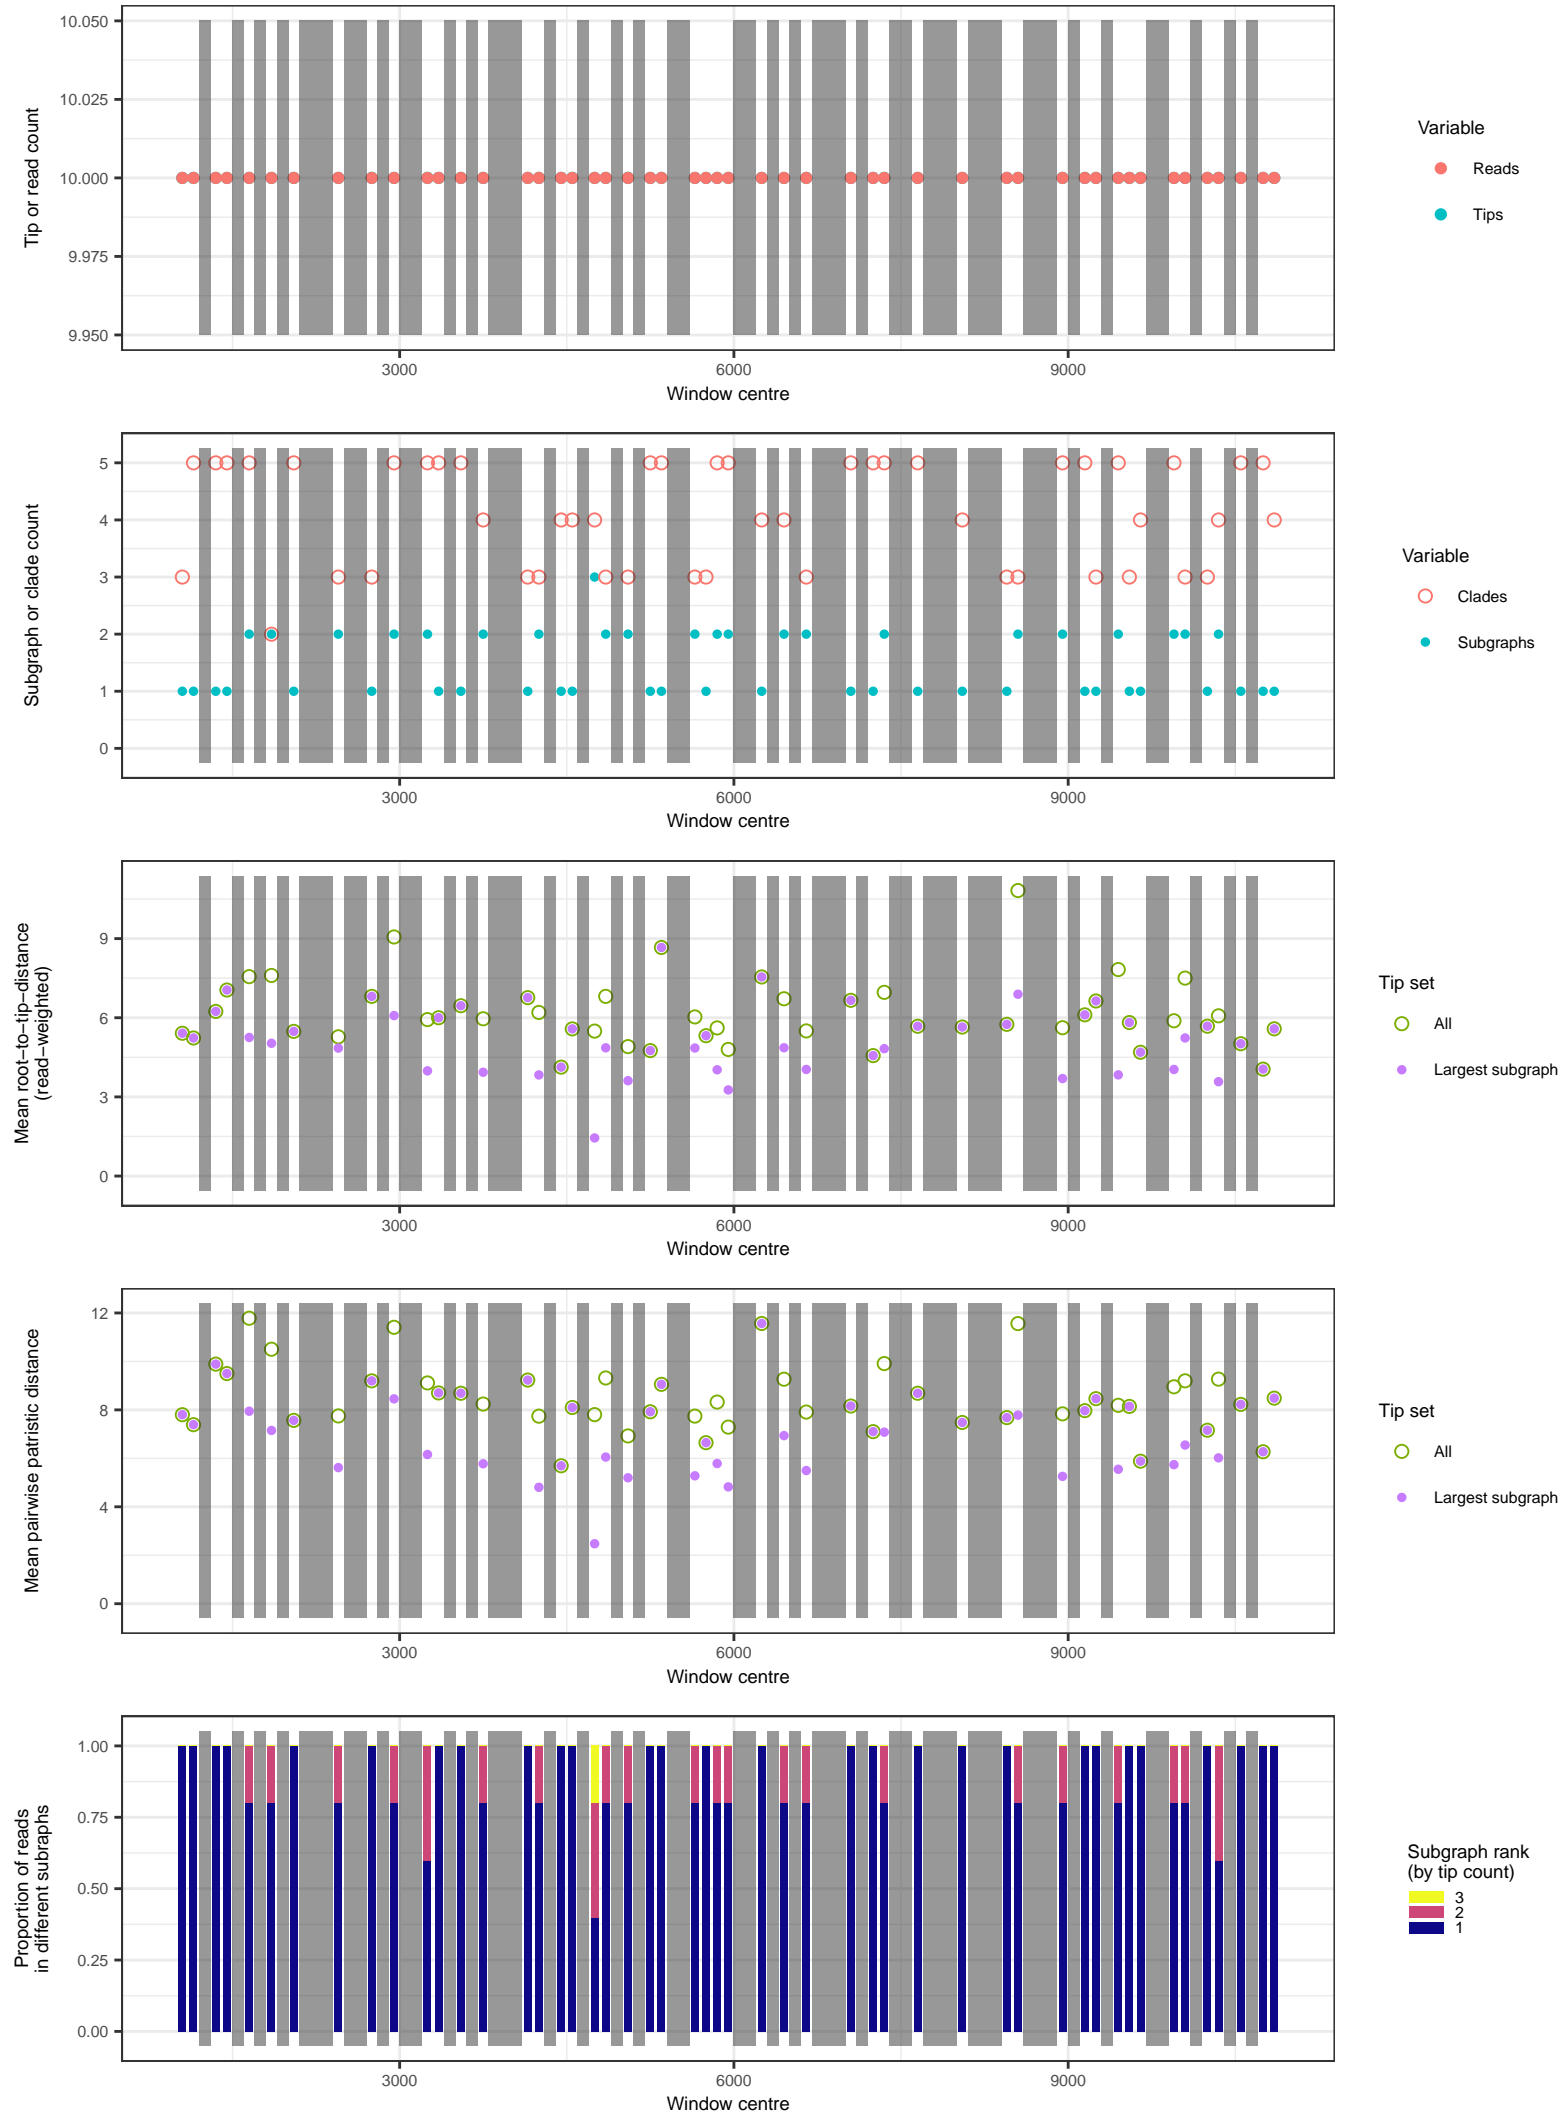 10.050
10.025
10.000
9.975
9.950
Tip or read count
3000
6000
9000
Window centre
Variable
Reads
Tips
5
4
3
2
1
0
Subgraph or clade count
3000
6000
9000
Window centre
Variable
Clades
Subgraphs
9
6
3
0
Mean root−to−tip−distance
(read−weighted)
3000
6000
9000
Window centre
Tip set
All
Largest subgraph
12
8
4
0
Mean pairwise patristic distance
3000
6000
9000
Window centre
Tip set
All
Largest subgraph
1.00
0.75
0.50
0.25
0.00
Proportion of reads
in different subraphs
3000
6000
9000
Window centre
Subgraph rank
(by tip count)
3
2
1